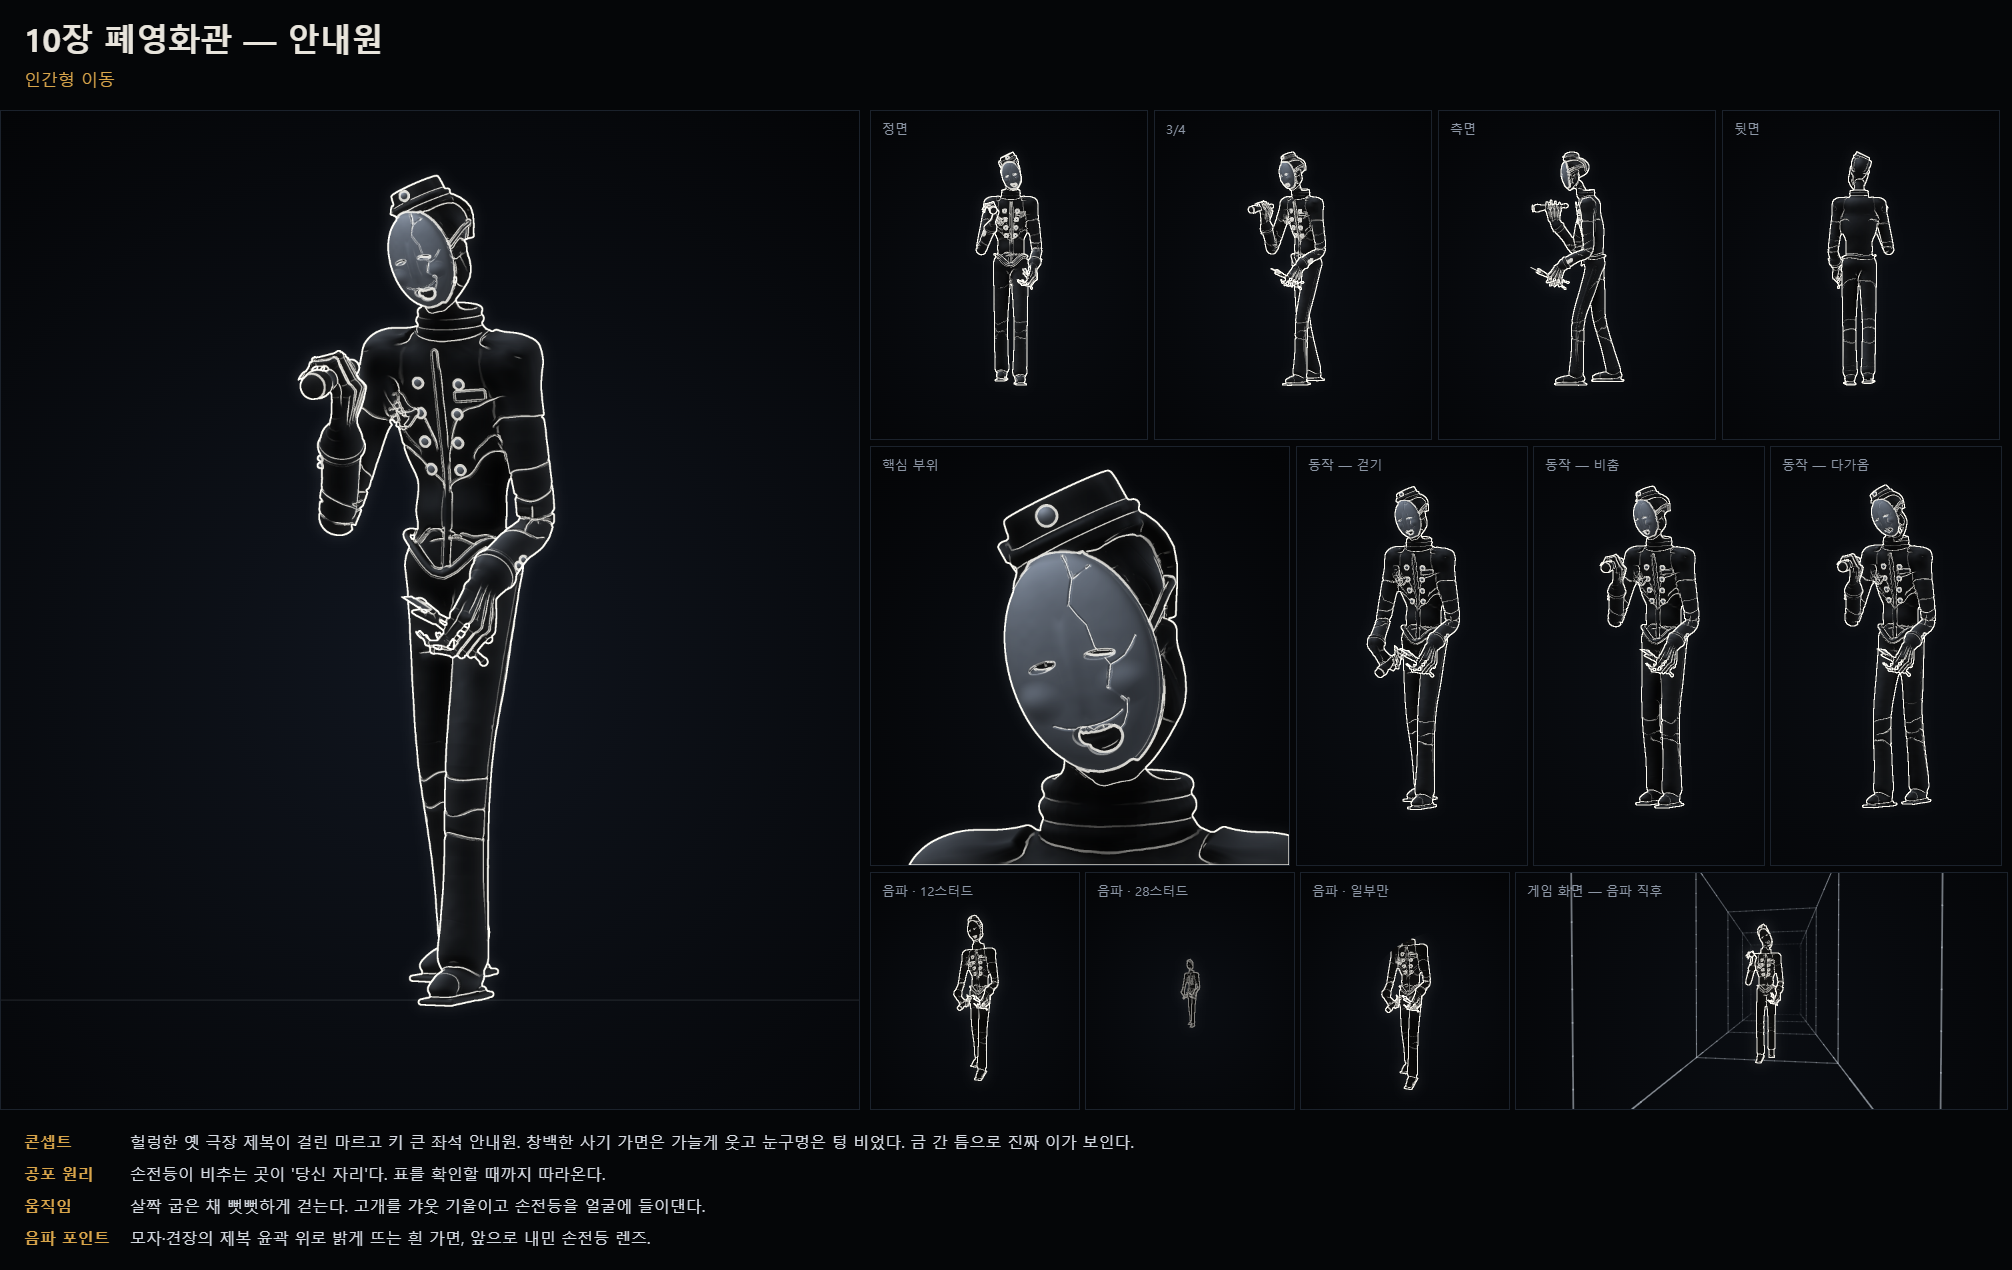 10장 폐영화관 — 안내원
인간형 이동
정면
3/4
측면
뒷면
핵심 부위
동작 — 걷기
동작 — 비춤
동작 — 다가옴
음파 · 12스터드
음파 · 28스터드
음파 · 일부만
게임 화면 — 음파 직후
콘셉트 헐렁한 옛 극장 제복이 걸린 마르고 키 큰 좌석 안내원. 창백한 사기 가면은 가늘게 웃고 눈구멍은 텅 비었다. 금 간 틈으로 진짜 이가 보인다.
공포 원리 손전등이 비추는 곳이 '당신 자리'다. 표를 확인할 때까지 따라온다.
움직임 살짝 굽은 채 뻣뻣하게 걷는다. 고개를 갸웃 기울이고 손전등을 얼굴에 들이댄다.
음파 포인트 모자·견장의 제복 윤곽 위로 밝게 뜨는 흰 가면, 앞으로 내민 손전등 렌즈.